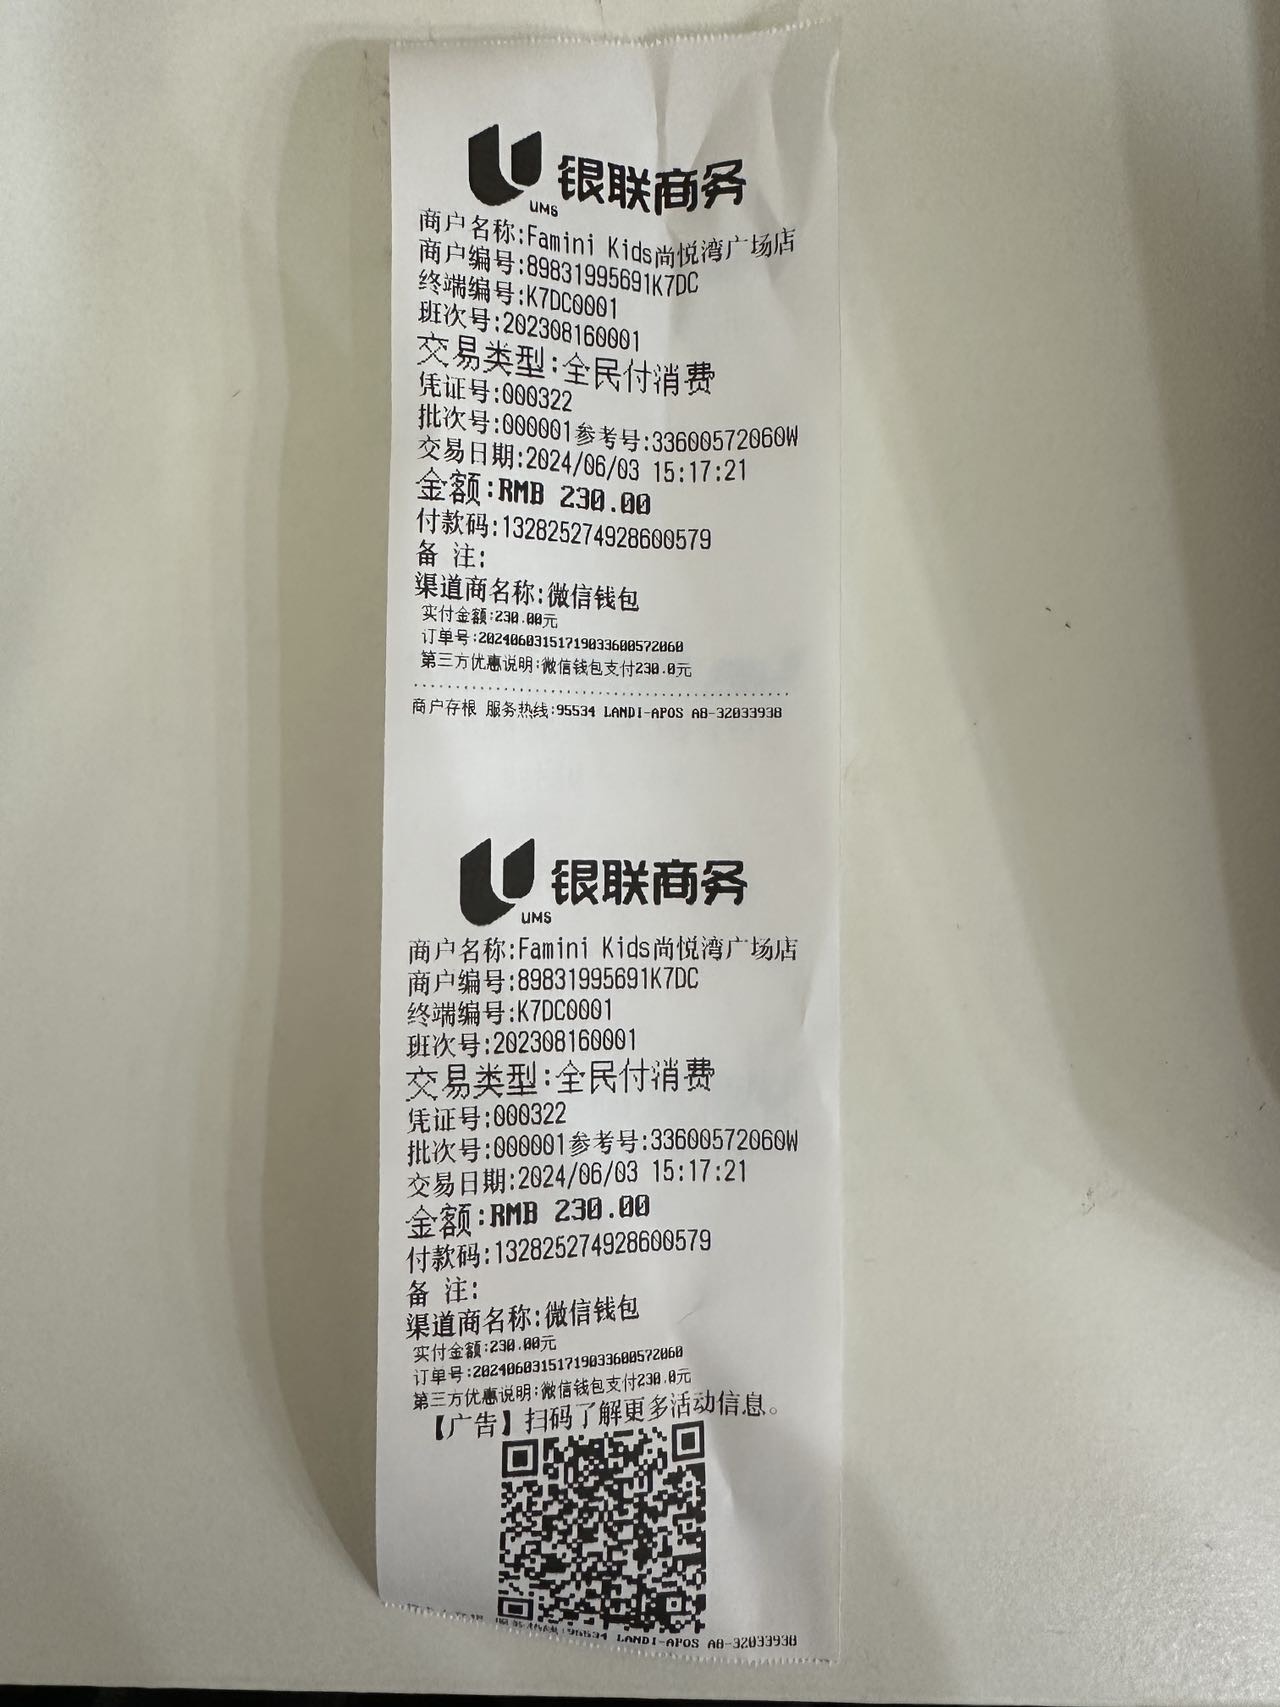 银联商务
UMS
商户名称:Famini Kids尚悦湾广场店
商户编号:89831995691K7DC
终端编号:K7DC0001
班次号:202308160001
交易类型:全民付消费
凭证号:000322
批次号:000001参考号:33600572060W
交易日期:2024/06/03 15:17:21
金额:RMB 230.00
付款码:132825274928600579
备 注:
渠道商名称:微信钱包
实付金额:230.00元
订单号:20240603151719033600572060
第三方优惠说明:微信钱包支付230.0元
商户存根 服务热线:95534 LANDI-APOS A8-32033938
银联商务
UMS
商户名称:Famini Kids尚悦湾广场店
商户编号:89831995691K7DC
终端编号:K7DC0001
班次号:202308160001
交易类型:全民付消费
凭证号:000322
批次号:000001参考号:33600572060W
交易日期:2024/06/03 15:17:21
金额:RMB 230.00
付款码:132825274928600579
备 注:
渠道商名称:微信钱包
实付金额:230.00元
订单号:20240603151719033600572060
第三方优惠说明:微信钱包支付230.0元
【广告】扫码了解更多活动信息。
95534 LANDI-APOS A8-32033938